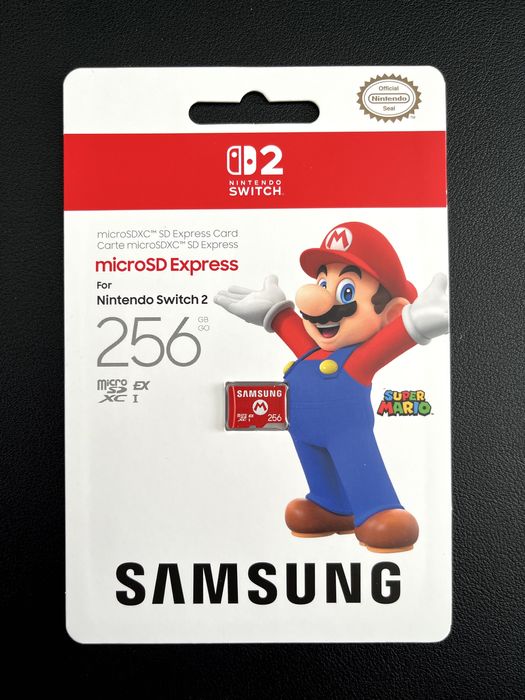 Official
Nintendo
Seal
2
NINTENDO
SWITCH
microSDXC™ SD Express Card
Carte microSDXC™ SD Express
microSD Express
For
Nintendo Switch 2
256 GB
GO
micro
SD EX
XC I
SAMSUNG
M
256
M
SUPER
MARIO
SAMSUNG